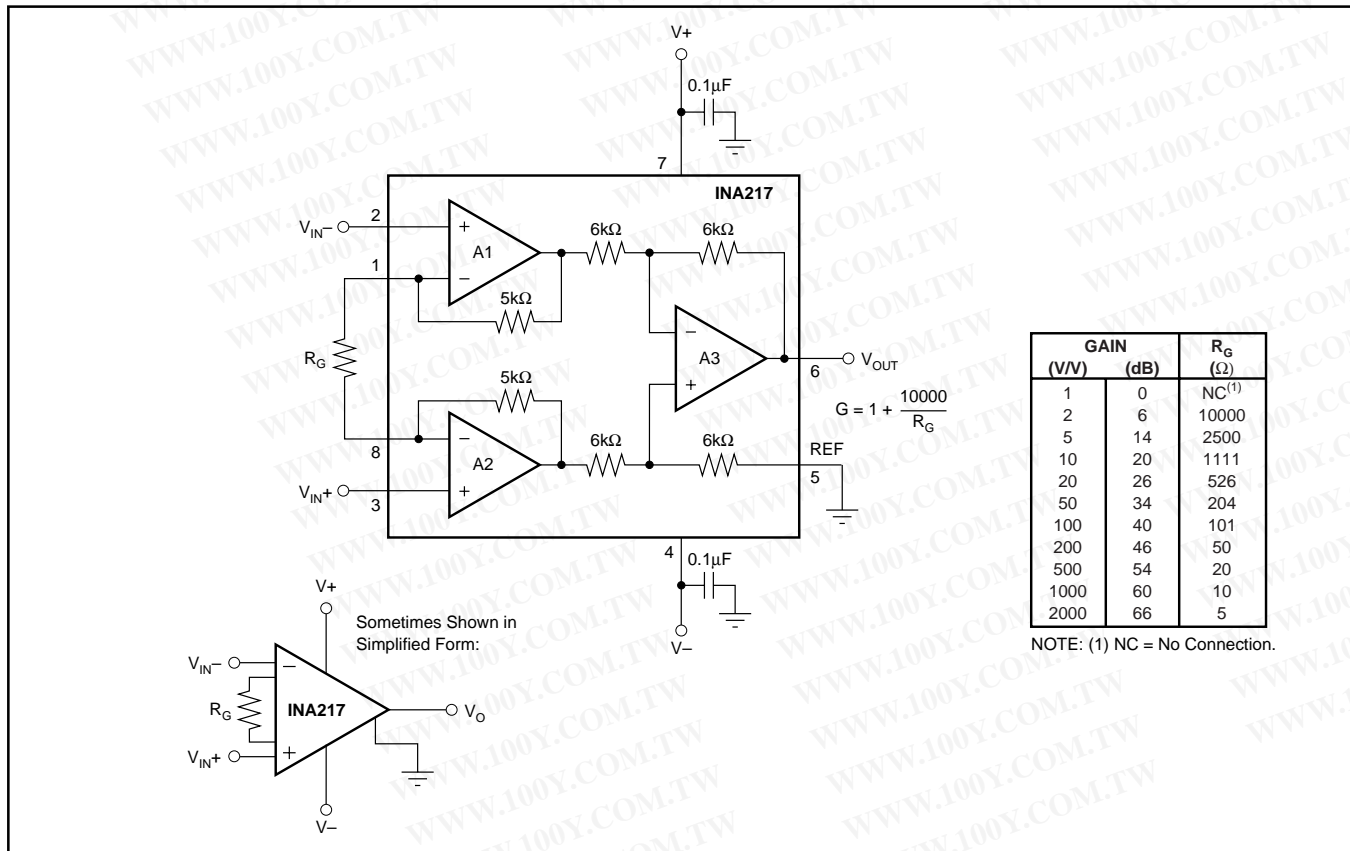 V+
0.1µF
7
INA217
V_IN– 2 + A1 6kΩ 6kΩ
1 –
5kΩ
R_G
– A3 V_OUT
+ 6
5kΩ
G = 1 + 10000 / R_G
8 – A2 6kΩ 6kΩ REF
V_IN+ 3 + 5
4 0.1µF
V–
GAIN R_G
(V/V) (dB) (Ω)
1 0 NC(1)
2 6 10000
5 14 2500
10 20 1111
20 26 526
50 34 204
100 40 101
200 46 50
500 54 20
1000 60 10
2000 66 5
NOTE: (1) NC = No Connection.
V+
Sometimes Shown in
Simplified Form:
V_IN– –
R_G INA217 V_O
V_IN+ +
V–
WWW.100Y.COM.TW